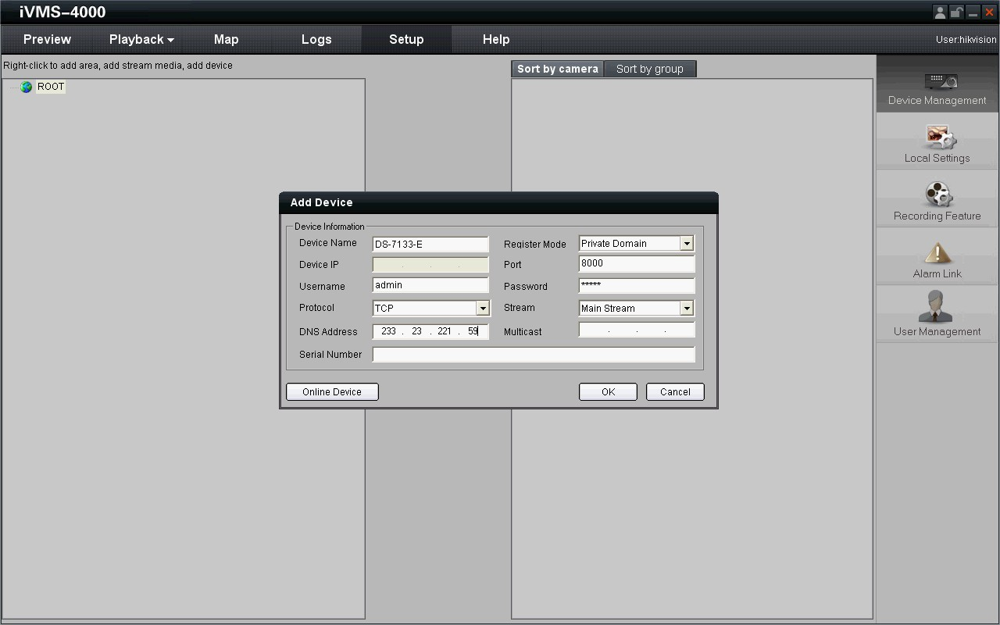 iVMS-4000
Preview Playback Map Logs Setup Help User:hikvision
Right-click to add area, add stream media, add device
Sort by camera Sort by group
ROOT
Device Management
Local Settings
Recording Feature
Alarm Link
User Management
Add Device
Device Information
Device Name DS-7133-E Register Mode Private Domain
Device IP . . . Port 8000
Username admin Password *****
Protocol TCP Stream Main Stream
DNS Address 233 . 23 . 221 . 59 Multicast . . .
Serial Number
Online Device OK Cancel